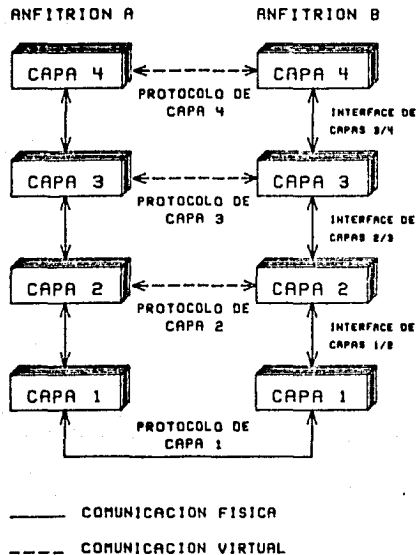 ANFITRION A ANFITRION B
CAPA 4 CAPA 4
PROTOCOLO DE
CAPA 4
INTERFACE DE
CAPAS 3/4
CAPA 3 CAPA 3
PROTOCOLO DE
CAPA 3
INTERFACE DE
CAPAS 2/3
CAPA 2 CAPA 2
PROTOCOLO DE
CAPA 2
INTERFACE DE
CAPAS 1/2
CAPA 1 CAPA 1
PROTOCOLO DE
CAPA 1
COMUNICACION FISICA
COMUNICACION VIRTUAL